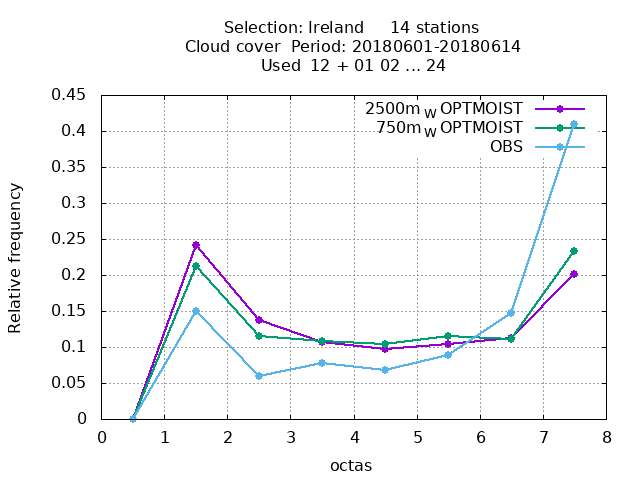 Selection: Ireland 14 stations
Cloud cover Period: 20180601-20180614
Used 12 + 01 02 ... 24
2500m_W OPTMOIST
750m_W OPTMOIST
OBS
Relative frequency
0.45
0.4
0.35
0.3
0.25
0.2
0.15
0.1
0.05
0
0 1 2 3 4 5 6 7 8
octas